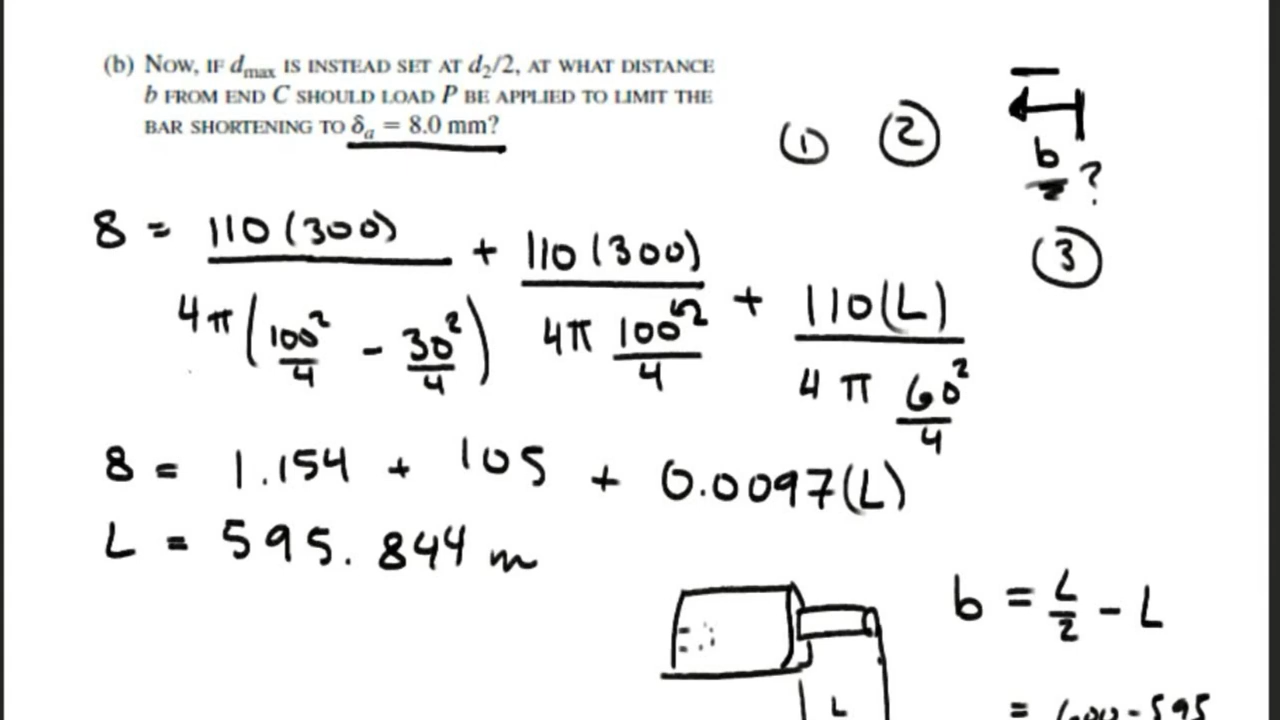 (b) NOW, IF dmax IS INSTEAD SET AT d2/2, AT WHAT DISTANCE
b FROM END C SHOULD LOAD P BE APPLIED TO LIMIT THE
BAR SHORTENING TO δa = 8.0 mm?
① ② b ?
③
8 = 110(300) / 4π(100²/4 - 30²/4) + 110(300) / 4π 100²/4 + 110(L) / 4π 60²/4
8 = 1.154 + 105 + 0.0097(L)
L = 595.844 m
b = L/2 - L
L
= 600-595